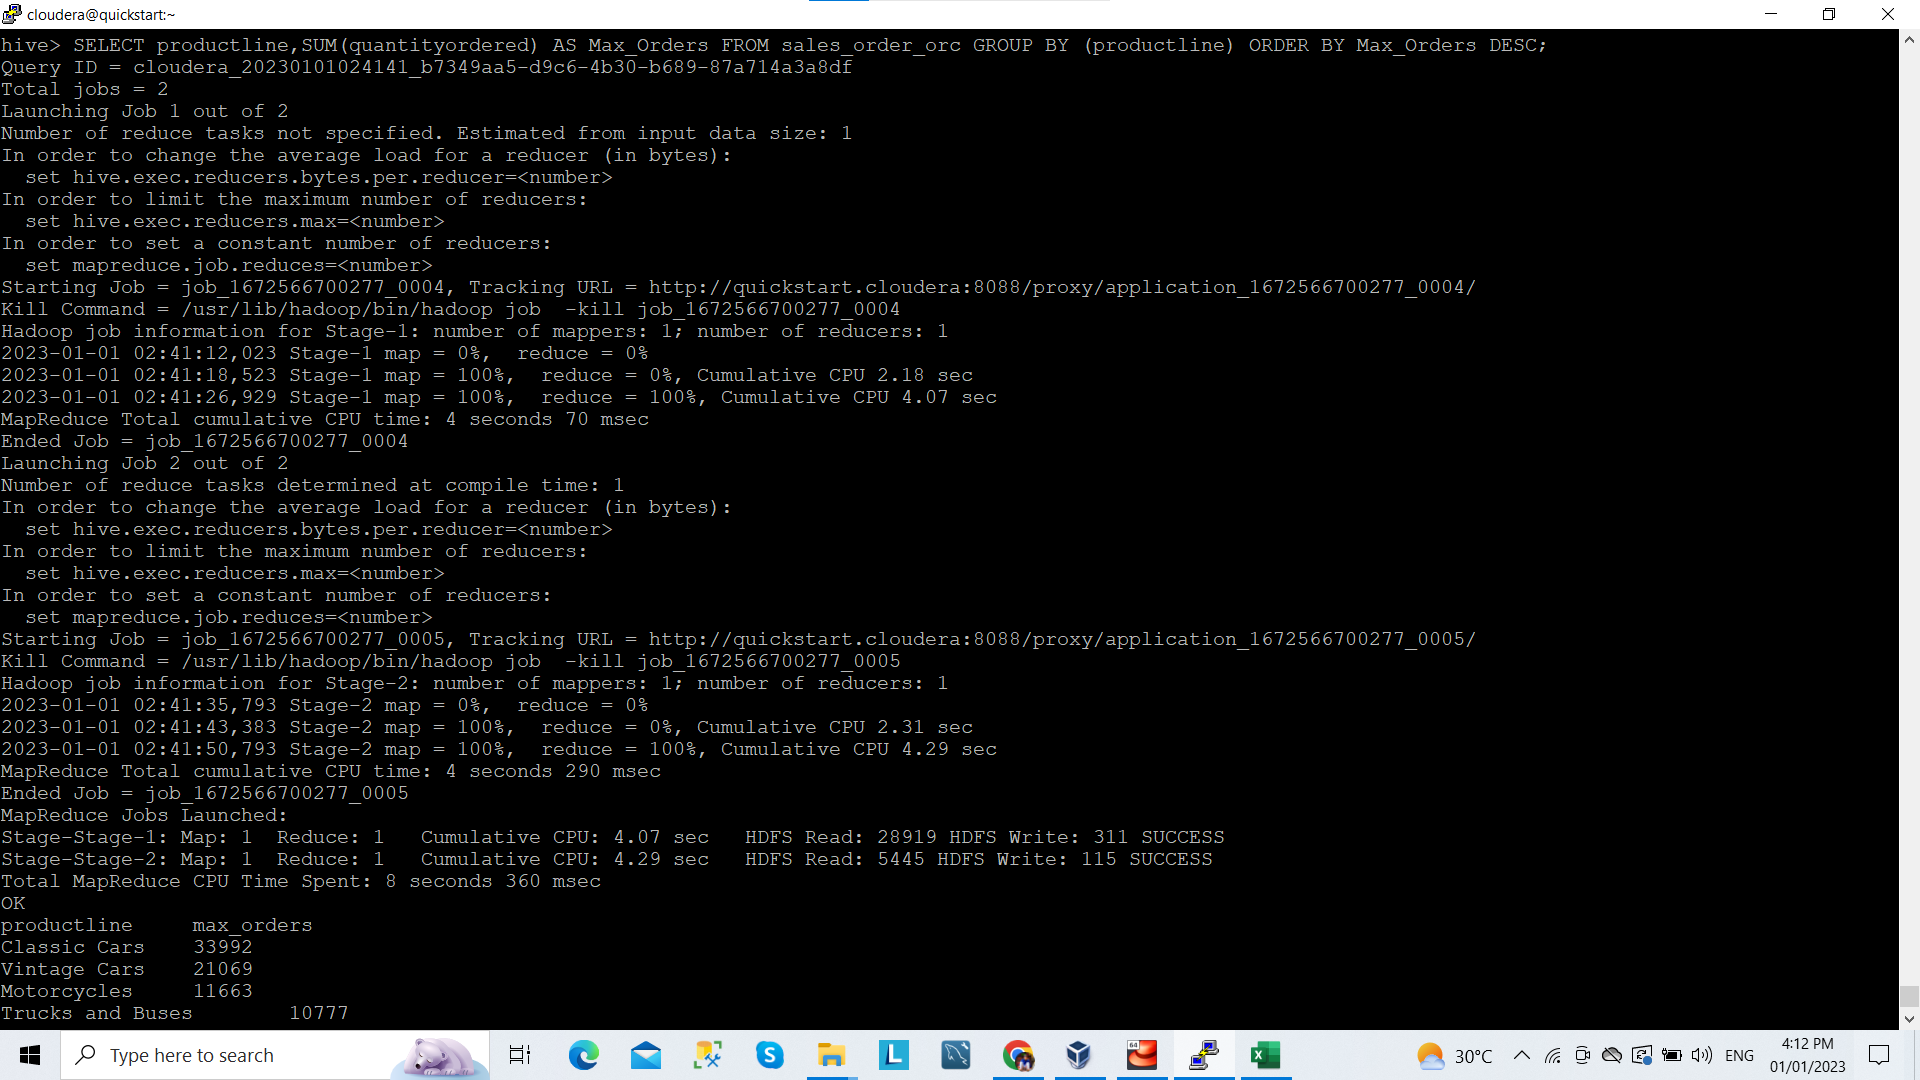 cloudera@quickstart:~
hive> SELECT productline,SUM(quantityordered) AS Max_Orders FROM sales_order_orc GROUP BY (productline) ORDER BY Max_Orders DESC;
Query ID = cloudera_20230101024141_b7349aa5-d9c6-4b30-b689-87a714a3a8df
Total jobs = 2
Launching Job 1 out of 2
Number of reduce tasks not specified. Estimated from input data size: 1
In order to change the average load for a reducer (in bytes):
  set hive.exec.reducers.bytes.per.reducer=<number>
In order to limit the maximum number of reducers:
  set hive.exec.reducers.max=<number>
In order to set a constant number of reducers:
  set mapreduce.job.reduces=<number>
Starting Job = job_1672566700277_0004, Tracking URL = http://quickstart.cloudera:8088/proxy/application_1672566700277_0004/
Kill Command = /usr/lib/hadoop/bin/hadoop job  -kill job_1672566700277_0004
Hadoop job information for Stage-1: number of mappers: 1; number of reducers: 1
2023-01-01 02:41:12,023 Stage-1 map = 0%,  reduce = 0%
2023-01-01 02:41:18,523 Stage-1 map = 100%,  reduce = 0%, Cumulative CPU 2.18 sec
2023-01-01 02:41:26,929 Stage-1 map = 100%,  reduce = 100%, Cumulative CPU 4.07 sec
MapReduce Total cumulative CPU time: 4 seconds 70 msec
Ended Job = job_1672566700277_0004
Launching Job 2 out of 2
Number of reduce tasks determined at compile time: 1
In order to change the average load for a reducer (in bytes):
  set hive.exec.reducers.bytes.per.reducer=<number>
In order to limit the maximum number of reducers:
  set hive.exec.reducers.max=<number>
In order to set a constant number of reducers:
  set mapreduce.job.reduces=<number>
Starting Job = job_1672566700277_0005, Tracking URL = http://quickstart.cloudera:8088/proxy/application_1672566700277_0005/
Kill Command = /usr/lib/hadoop/bin/hadoop job  -kill job_1672566700277_0005
Hadoop job information for Stage-2: number of mappers: 1; number of reducers: 1
2023-01-01 02:41:35,793 Stage-2 map = 0%,  reduce = 0%
2023-01-01 02:41:43,383 Stage-2 map = 100%,  reduce = 0%, Cumulative CPU 2.31 sec
2023-01-01 02:41:50,793 Stage-2 map = 100%,  reduce = 100%, Cumulative CPU 4.29 sec
MapReduce Total cumulative CPU time: 4 seconds 290 msec
Ended Job = job_1672566700277_0005
MapReduce Jobs Launched:
Stage-Stage-1: Map: 1  Reduce: 1   Cumulative CPU: 4.07 sec   HDFS Read: 28919 HDFS Write: 311 SUCCESS
Stage-Stage-2: Map: 1  Reduce: 1   Cumulative CPU: 4.29 sec   HDFS Read: 5445 HDFS Write: 115 SUCCESS
Total MapReduce CPU Time Spent: 8 seconds 360 msec
OK
productline     max_orders
Classic Cars    33992
Vintage Cars    21069
Motorcycles     11663
Trucks and Buses        10777
Type here to search
64
30°C
ENG
4:12 PM
01/01/2023